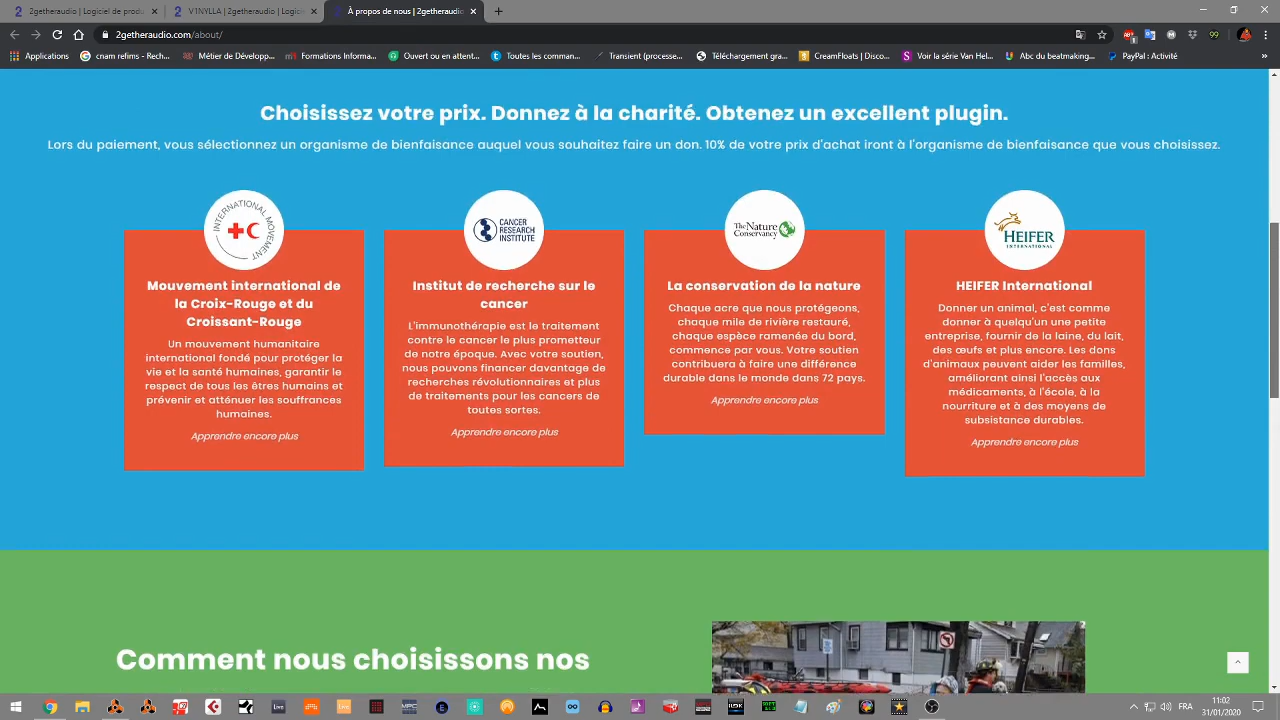 2getheraudio | Logiciel de produc
2 VINYLLA | 2getheraudio
À propos de nous | 2getheraudio
2getheraudio.com/about/
Applications
cram relims - Rech...
Métier de Développ...
Formations Informa...
Ouvert ou en attent...
Toutes les comman...
Transient (processe...
Téléchargement gra...
CreamFloats | Disco...
Voir la série Van Hel...
Abc du beatmaking...
PayPal : Activité
Choisissez votre prix. Donnez à la charité. Obtenez un excellent plugin.
Lors du paiement, vous sélectionnez un organisme de bienfaisance auquel vous souhaitez faire un don. 10% de votre prix d'achat iront à l'organisme de bienfaisance que vous choisissez.
INTERNATIONAL MOVEMENT
Mouvement international de
la Croix-Rouge et du
Croissant-Rouge
Un mouvement humanitaire
international fondé pour protéger la
vie et la santé humaines, garantir le
respect de tous les êtres humains et
prévenir et atténuer les souffrances
humaines.
Apprendre encore plus
CANCER
RESEARCH
INSTITUTE
Institut de recherche sur le
cancer
L'immunothérapie est le traitement
contre le cancer le plus prometteur
de notre époque. Avec votre soutien,
nous pouvons financer davantage de
recherches révolutionnaires et plus
de traitements pour les cancers de
toutes sortes.
Apprendre encore plus
The Nature
Conservancy
La conservation de la nature
Chaque acre que nous protégeons,
chaque mile de rivière restauré,
chaque espèce ramenée du bord,
commence par vous. Votre soutien
contribuera à faire une différence
durable dans le monde dans 72 pays.
Apprendre encore plus
HEIFER
INTERNATIONAL
HEIFER International
Donner un animal, c'est comme
donner à quelqu'un une petite
entreprise, fournir de la laine, du lait,
des œufs et plus encore. Les dons
d'animaux peuvent aider les familles,
améliorant ainsi l'accès aux
médicaments, à l'école, à la
nourriture et à des moyens de
subsistance durables.
Apprendre encore plus
Comment nous choisissons nos
Live
Live
MPC
FRA
11:02
31/01/2020